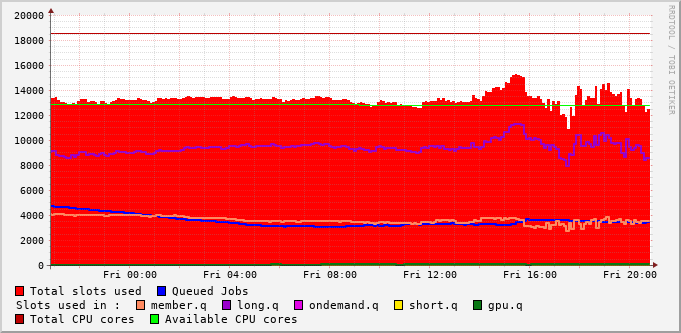 20000
18000
16000
14000
12000
10000
8000
6000
4000
2000
0
Fri 00:00 Fri 04:00 Fri 08:00 Fri 12:00 Fri 16:00 Fri 20:00
Total slots used Queued Jobs
Slots used in : member.q long.q ondemand.q short.q gpu.q
Total CPU cores Available CPU cores
RRDTOOL / TOBI OETIKER